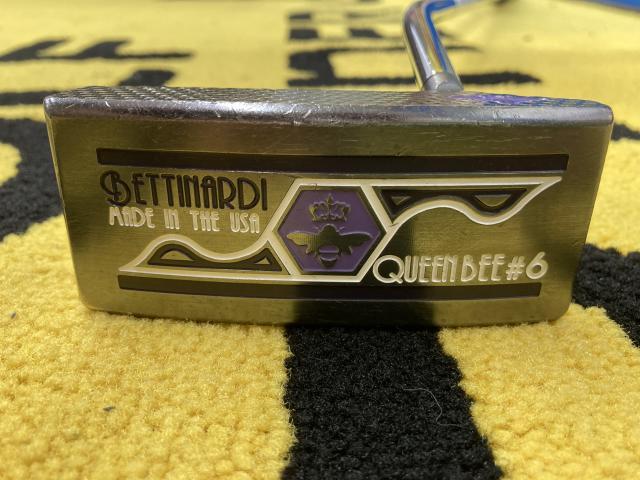 BETTINARDI
MADE IN THE USA
QUEEN BEE #6